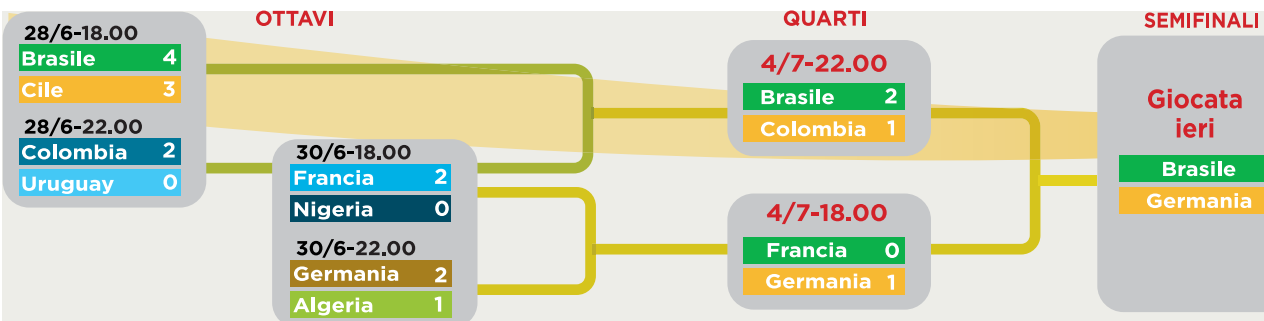 OTTAVI
28/6-18.00
Brasile 4
Cile 3
28/6-22.00
Colombia 2
Uruguay 0
30/6-18.00
Francia 2
Nigeria 0
30/6-22.00
Germania 2
Algeria 1
QUARTI
4/7-22.00
Brasile 2
Colombia 1
4/7-18.00
Francia 0
Germania 1
SEMIFINALI
Giocata
ieri
Brasile
Germania